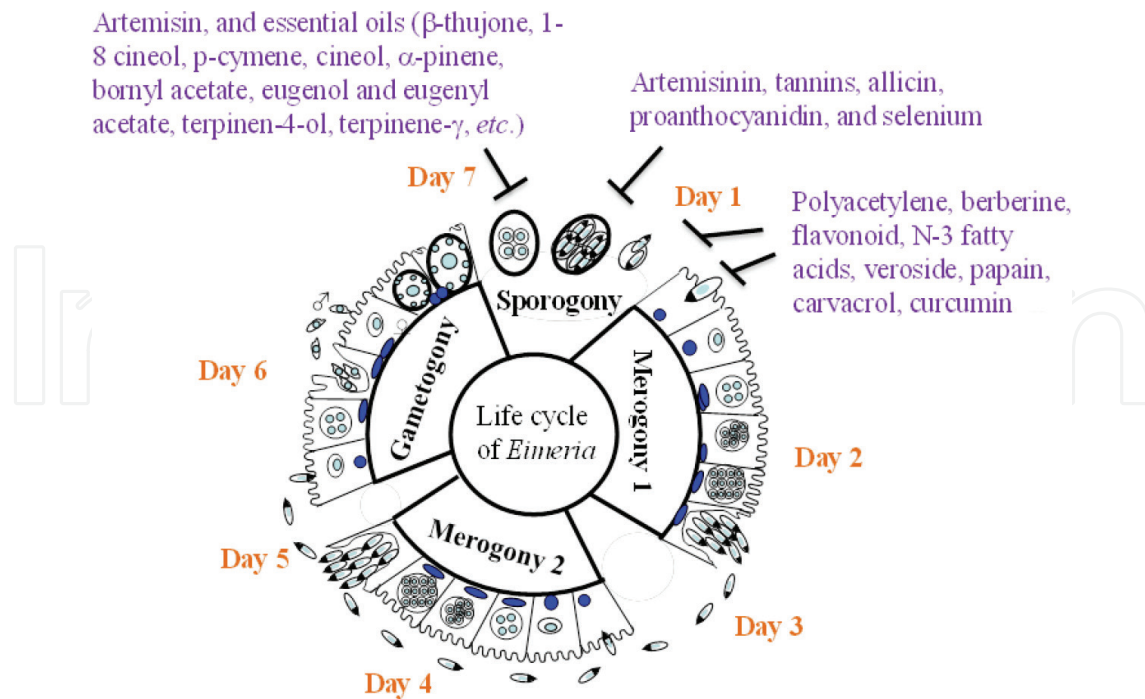 Artemisin, and essential oils (β-thujone, 1-
8 cineol, p-cymene, cineol, α-pinene,
bornyl acetate, eugenol and eugenyl
acetate, terpinen-4-ol, terpinene-γ, etc.)
Artemisinin, tannins, allicin,
proanthocyanidin, and selenium
Day 7
Day 1
Polyacetylene, berberine,
flavonoid, N-3 fatty
acids, veroside, papain,
carvacrol, curcumin
Sporogony
♂
♀
Day 6
Gametogony
Merogony 1
Life cycle
of Eimeria
Day 2
Merogony 2
Day 5
Day 3
Day 4